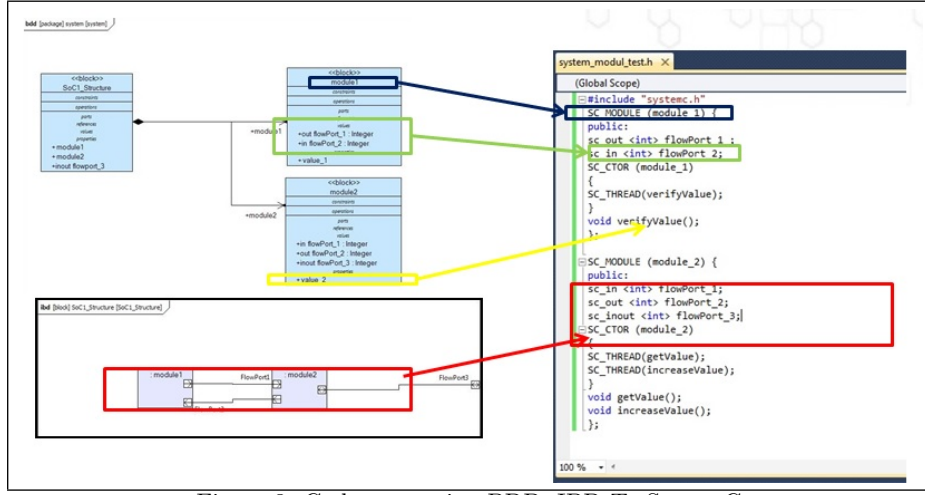 bdd [package] system [system]
<<block>>
SoC1_Structure
constraints
operations
parts
references
values
properties
+ module1
+ module2
+inout flowport_3
<<block>>
module1
constraints
operations
parts
values
+out flowPort_1 : Integer
+in flowPort_2 : Integer
+ value_1
+module1
<<block>>
module2
constraints
operations
parts
references
values
+in flowPort_1 : Integer
+out flowPort_2 : Integer
+inout flowPort_3 : Integer
properties
+ value_2
+module2
ibd [block] SoC1_Structure [SoC1_Structure]
: module1
FlowPort1
: module2
FlowPort3
system_modul_test.h ×
(Global Scope)
#include "systemc.h"
SC_MODULE (module_1) {
public:
sc_out <int> flowPort_1 ;
sc_in <int> flowPort_2;
SC_CTOR (module_1)
{
SC_THREAD(verifyValue);
}
void verifyValue();
};
SC_MODULE (module_2) {
public:
sc_in <int> flowPort_1;
sc_out <int> flowPort_2;
sc_inout <int> flowPort_3;
SC_CTOR (module_2)
{
SC_THREAD(getValue);
SC_THREAD(increaseValue);
}
void getValue();
void increaseValue();
};
100 %